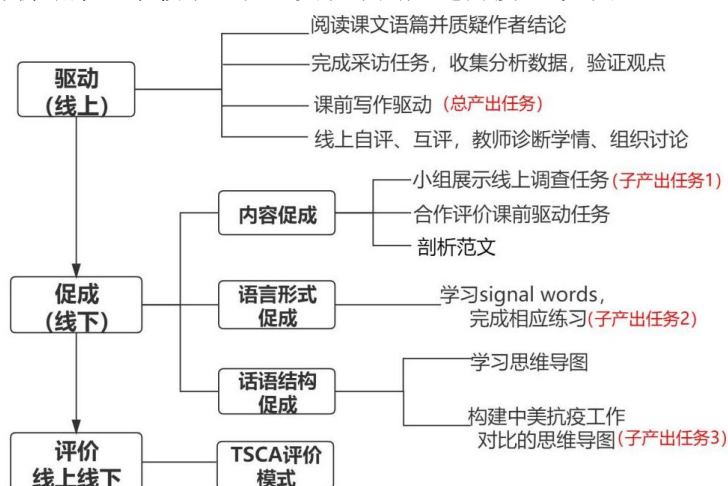 阅读课文语篇并质疑作者结论
驱动
(线上)
完成采访任务，收集分析数据，验证观点
课前写作驱动（总产出任务）
线上自评、互评，教师诊断学情、组织讨论
小组展示线上调查任务(子产出任务1)
内容促成
合作评价课前驱动任务
剖析范文
促成
(线下)
语言形式
促成
学习signal words，
完成相应练习(子产出任务2)
学习思维导图
话语结构
促成
构建中美抗疫工作
对比的思维导图(子产出任务3)
评价
线上线下
TSCA评价
模式